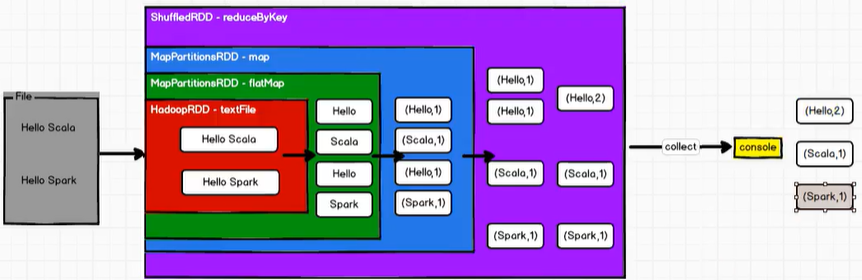 File
Hello Scala
Hello Spark
ShuffledRDD - reduceByKey
MapPartitionsRDD - map
MapPartitionsRDD - flatMap
HadoopRDD - textFile
Hello Scala
Hello Spark
Hello
Scala
Hello
Spark
(Hello,1)
(Scala,1)
(Hello,1)
(Spark,1)
(Hello,1)
(Hello,1)
(Scala,1)
(Spark,1)
(Hello,2)
(Scala,1)
(Spark,1)
collect
console
(Hello,2)
(Scala,1)
(Spark,1)